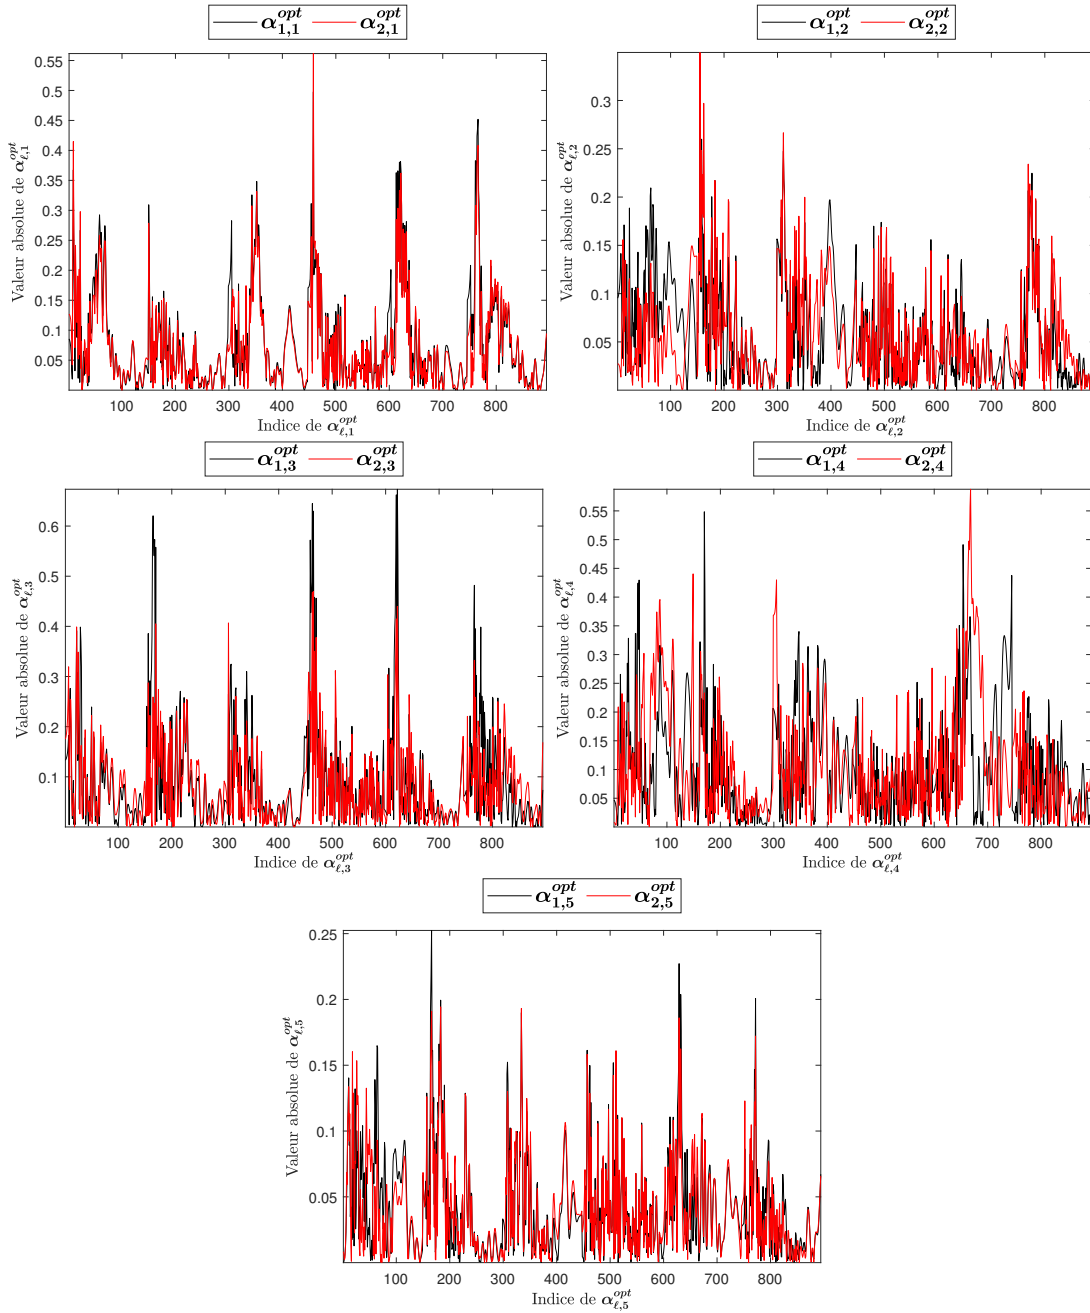 α₁,₁ᵒᵖᵗ α₂,₁ᵒᵖᵗ
Valeur absolue de αℓ,₁ᵒᵖᵗ
0.55
0.5
0.45
0.4
0.35
0.3
0.25
0.2
0.15
0.1
0.05
100 200 300 400 500 600 700 800
Indice de αℓ,₁ᵒᵖᵗ
α₁,₂ᵒᵖᵗ α₂,₂ᵒᵖᵗ
Valeur absolue de αℓ,₂ᵒᵖᵗ
0.3
0.25
0.2
0.15
0.1
0.05
100 200 300 400 500 600 700 800
Indice de αℓ,₂ᵒᵖᵗ
α₁,₃ᵒᵖᵗ α₂,₃ᵒᵖᵗ
Valeur absolue de αℓ,₃ᵒᵖᵗ
0.6
0.5
0.4
0.3
0.2
0.1
100 200 300 400 500 600 700 800
Indice de αℓ,₃ᵒᵖᵗ
α₁,₄ᵒᵖᵗ α₂,₄ᵒᵖᵗ
Valeur absolue de αℓ,₄ᵒᵖᵗ
0.55
0.5
0.45
0.4
0.35
0.3
0.25
0.2
0.15
0.1
0.05
100 200 300 400 500 600 700 800
Indice de αℓ,₄ᵒᵖᵗ
α₁,₅ᵒᵖᵗ α₂,₅ᵒᵖᵗ
Valeur absolue de αℓ,₅ᵒᵖᵗ
0.25
0.2
0.15
0.1
0.05
100 200 300 400 500 600 700 800
Indice de αℓ,₅ᵒᵖᵗ